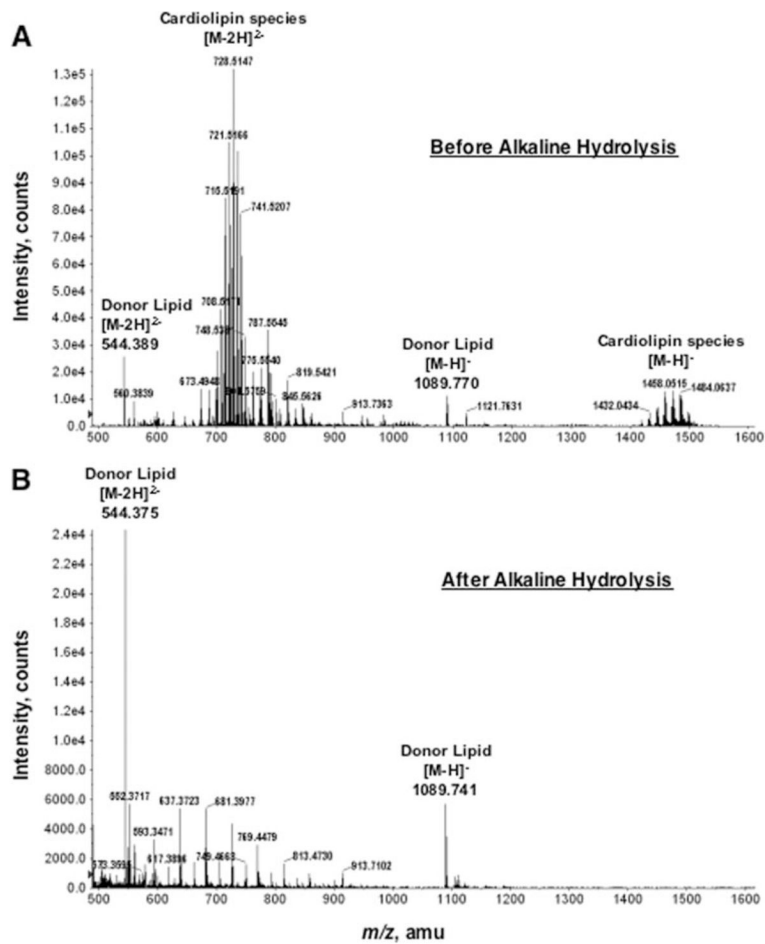 A
Cardiolipin species
[M-2H]2-
728.5147
1.3e5
1.2e5
1.1e5
1.0e5
9.0e4
8.0e4
7.0e4
6.0e4
5.0e4
4.0e4
3.0e4
2.0e4
1.0e4
0.0
Intensity, counts
Before Alkaline Hydrolysis
721.5166
715.5191
741.5207
787.5545
775.5540
819.5421
845.5626
673.4948
Donor Lipid
[M-2H]2-
544.389
560.3839
913.7363
Donor Lipid
[M-H]-
1089.770
1121.7631
Cardiolipin species
[M-H]-
1458.0515
1432.0434
1484.0637
500 600 700 800 900 1000 1100 1200 1300 1400 1500 1600
B
Donor Lipid
[M-2H]2-
544.375
2.4e4
2.2e4
2.0e4
1.8e4
1.6e4
1.4e4
1.2e4
1.0e4
8000.0
6000.0
4000.0
2000.0
0.0
Intensity, counts
After Alkaline Hydrolysis
552.3717
637.3723
681.3977
593.3471
769.4479
813.4730
913.7102
Donor Lipid
[M-H]-
1089.741
500 600 700 800 900 1000 1100 1200 1300 1400 1500 1600
m/z, amu